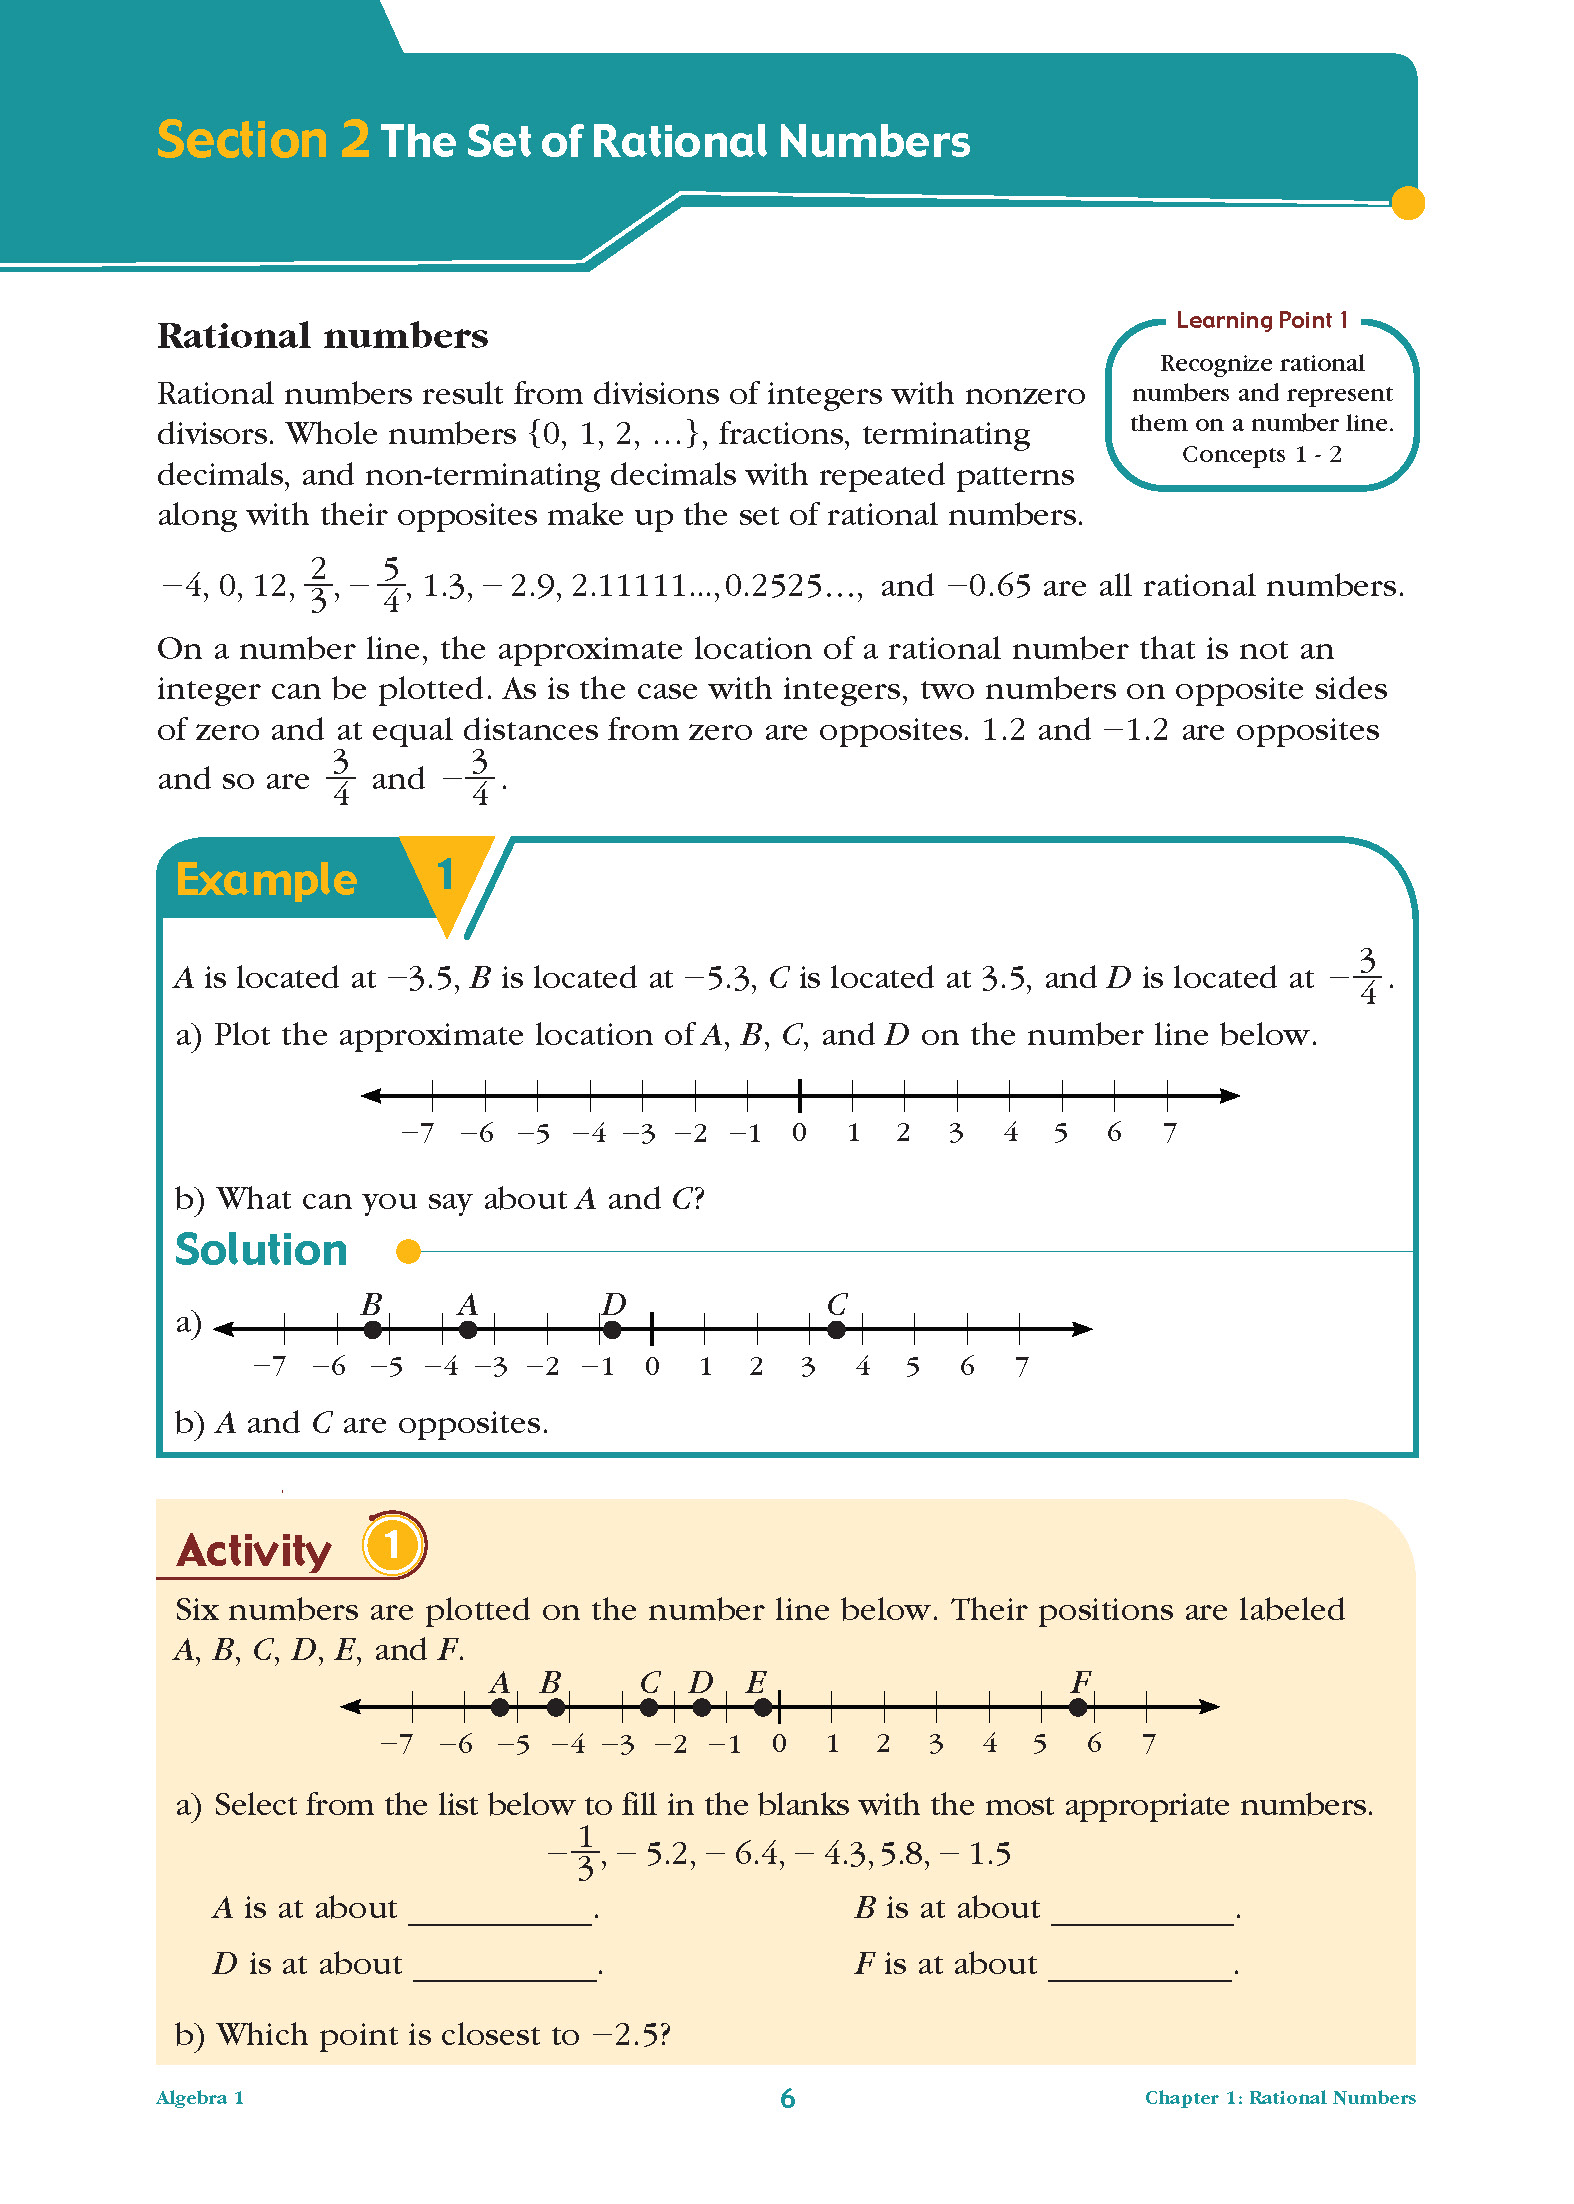 Section 2 The Set of Rational Numbers
Learning Point 1
Recognize rational
numbers and represent
them on a number line.
Concepts 1 - 2
Rational numbers
Rational numbers result from divisions of integers with nonzero
divisors. Whole numbers {0, 1, 2, …}, fractions, terminating
decimals, and non-terminating decimals with repeated patterns
along with their opposites make up the set of rational numbers.
−4, 0, 12, 2/3, − 5/4, 1.3, − 2.9, 2.11111..., 0.2525…, and −0.65 are all rational numbers.
On a number line, the approximate location of a rational number that is not an
integer can be plotted. As is the case with integers, two numbers on opposite sides
of zero and at equal distances from zero are opposites. 1.2 and −1.2 are opposites
and so are 3/4 and −3/4.
Example 1
A is located at −3.5, B is located at −5.3, C is located at 3.5, and D is located at −3/4.
a) Plot the approximate location of A, B, C, and D on the number line below.
−7 −6 −5 −4 −3 −2 −1 0 1 2 3 4 5 6 7
b) What can you say about A and C?
Solution
B A D C
a)
−7 −6 −5 −4 −3 −2 −1 0 1 2 3 4 5 6 7
b) A and C are opposites.
Activity 1
Six numbers are plotted on the number line below. Their positions are labeled
A, B, C, D, E, and F.
A B C D E F
−7 −6 −5 −4 −3 −2 −1 0 1 2 3 4 5 6 7
a) Select from the list below to fill in the blanks with the most appropriate numbers.
−1/3, − 5.2, − 6.4, − 4.3, 5.8, − 1.5
A is at about ___________. B is at about ___________.
D is at about ___________. F is at about ___________.
b) Which point is closest to −2.5?
Algebra 1 6 Chapter 1: Rational Numbers